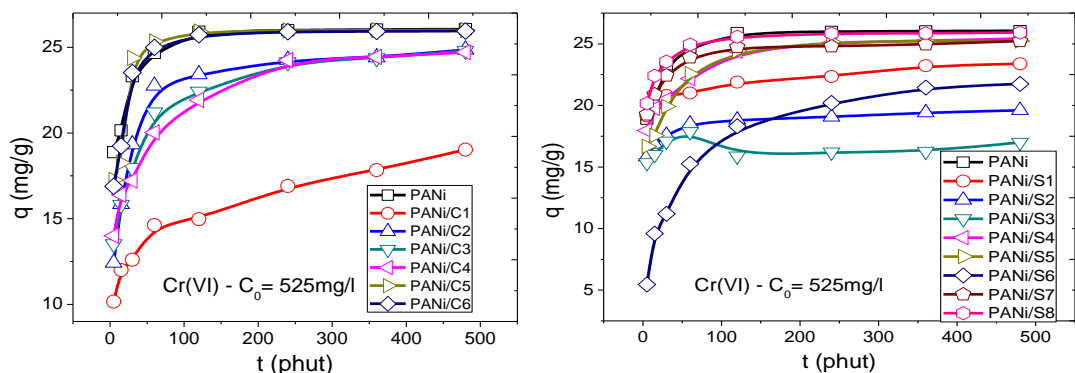 25
20
15
10
q (mg/g)
0 100 200 300 400 500
t (phut)
PANi
PANi/C1
PANi/C2
PANi/C3
PANi/C4
PANi/C5
PANi/C6
Cr(VI) - C0= 525mg/l
25
20
15
10
5
q (mg/g)
0 100 200 300 400 500
t (phut)
PANi
PANi/S1
PANi/S2
PANi/S3
PANi/S4
PANi/S5
PANi/S6
PANi/S7
PANi/S8
Cr(VI) - C0= 525mg/l